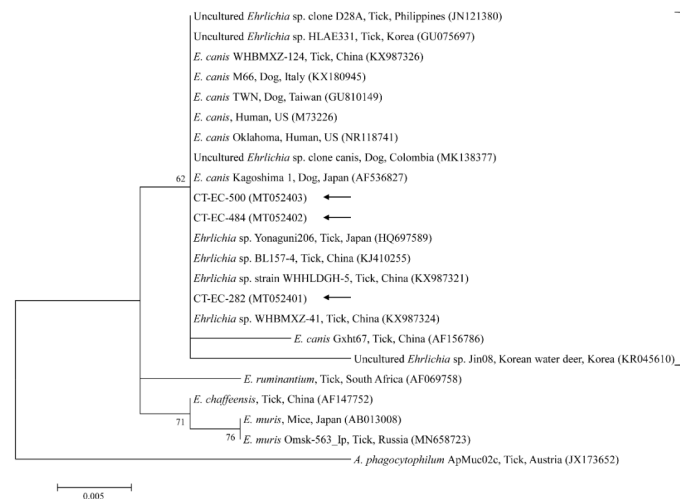 Uncultured Ehrlichia sp. clone D28A, Tick, Philippines (JN121380)
Uncultured Ehrlichia sp. HLAE331, Tick, Korea (GU075697)
E. canis WHBMXZ-124, Tick, China (KX987326)
E. canis M66, Dog, Italy (KX180945)
E. canis TWN, Dog, Taiwan (GU810149)
E. canis, Human, US (M73226)
E. canis Oklahoma, Human, US (NR118741)
Uncultured Ehrlichia sp. clone canis, Dog, Colombia (MK138377)
62
E. canis Kagoshima 1, Dog, Japan (AF536827)
CT-EC-500 (MT052403)
CT-EC-484 (MT052402)
Ehrlichia sp. Yonaguni206, Tick, Japan (HQ697589)
Ehrlichia sp. BL157-4, Tick, China (KJ410255)
Ehrlichia sp. strain WHHLDGH-5, Tick, China (KX987321)
CT-EC-282 (MT052401)
Ehrlichia sp. WHBMXZ-41, Tick, China (KX987324)
E. canis Gxht67, Tick, China (AF156786)
Uncultured Ehrlichia sp. Jin08, Korean water deer, Korea (KR045610)
E. ruminantium, Tick, South Africa (AF069758)
E. chaffeensis, Tick, China (AF147752)
71
E. muris, Mice, Japan (AB013008)
76
E. muris Omsk-563_Ip, Tick, Russia (MN658723)
A. phagocytophilum ApMuc02c, Tick, Austria (JX173652)
0.005